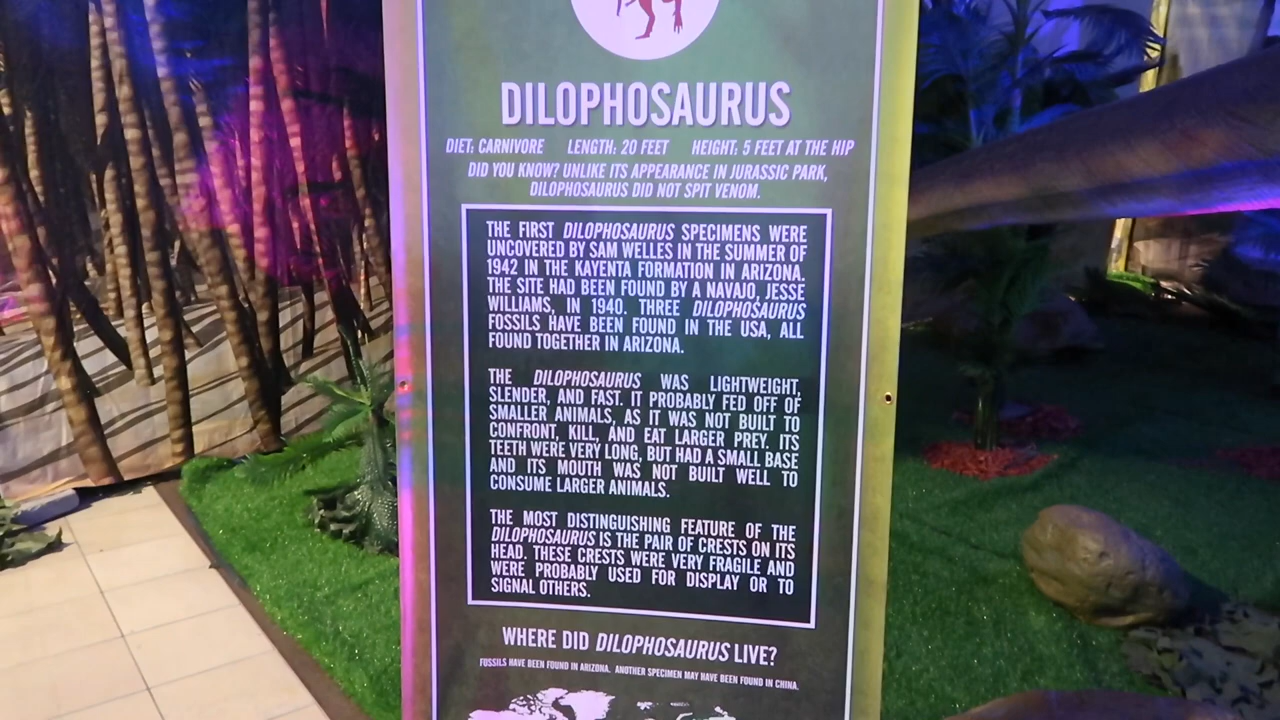 DILOPHOSAURUS
DIET: CARNIVORE LENGTH: 20 FEET HEIGHT: 5 FEET AT THE HIP
DID YOU KNOW? UNLIKE ITS APPEARANCE IN JURASSIC PARK,
DILOPHOSAURUS DID NOT SPIT VENOM.
THE FIRST DILOPHOSAURUS SPECIMENS WERE
UNCOVERED BY SAM WELLES IN THE SUMMER OF
1942 IN THE KAYENTA FORMATION IN ARIZONA.
THE SITE HAD BEEN FOUND BY A NAVAJO, JESSE
WILLIAMS, IN 1940. THREE DILOPHOSAURUS
FOSSILS HAVE BEEN FOUND IN THE USA, ALL
FOUND TOGETHER IN ARIZONA.
THE DILOPHOSAURUS WAS LIGHTWEIGHT,
SLENDER, AND FAST. IT PROBABLY FED OFF OF
SMALLER ANIMALS, AS IT WAS NOT BUILT TO
CONFRONT, KILL, AND EAT LARGER PREY. ITS
TEETH WERE VERY LONG, BUT HAD A SMALL BASE
AND ITS MOUTH WAS NOT BUILT WELL TO
CONSUME LARGER ANIMALS.
THE MOST DISTINGUISHING FEATURE OF THE
DILOPHOSAURUS IS THE PAIR OF CRESTS ON ITS
HEAD. THESE CRESTS WERE VERY FRAGILE AND
WERE PROBABLY USED FOR DISPLAY OR TO
SIGNAL OTHERS.
WHERE DID DILOPHOSAURUS LIVE?
FOSSILS HAVE BEEN FOUND IN ARIZONA. ANOTHER SPECIMEN MAY HAVE BEEN FOUND IN CHINA.